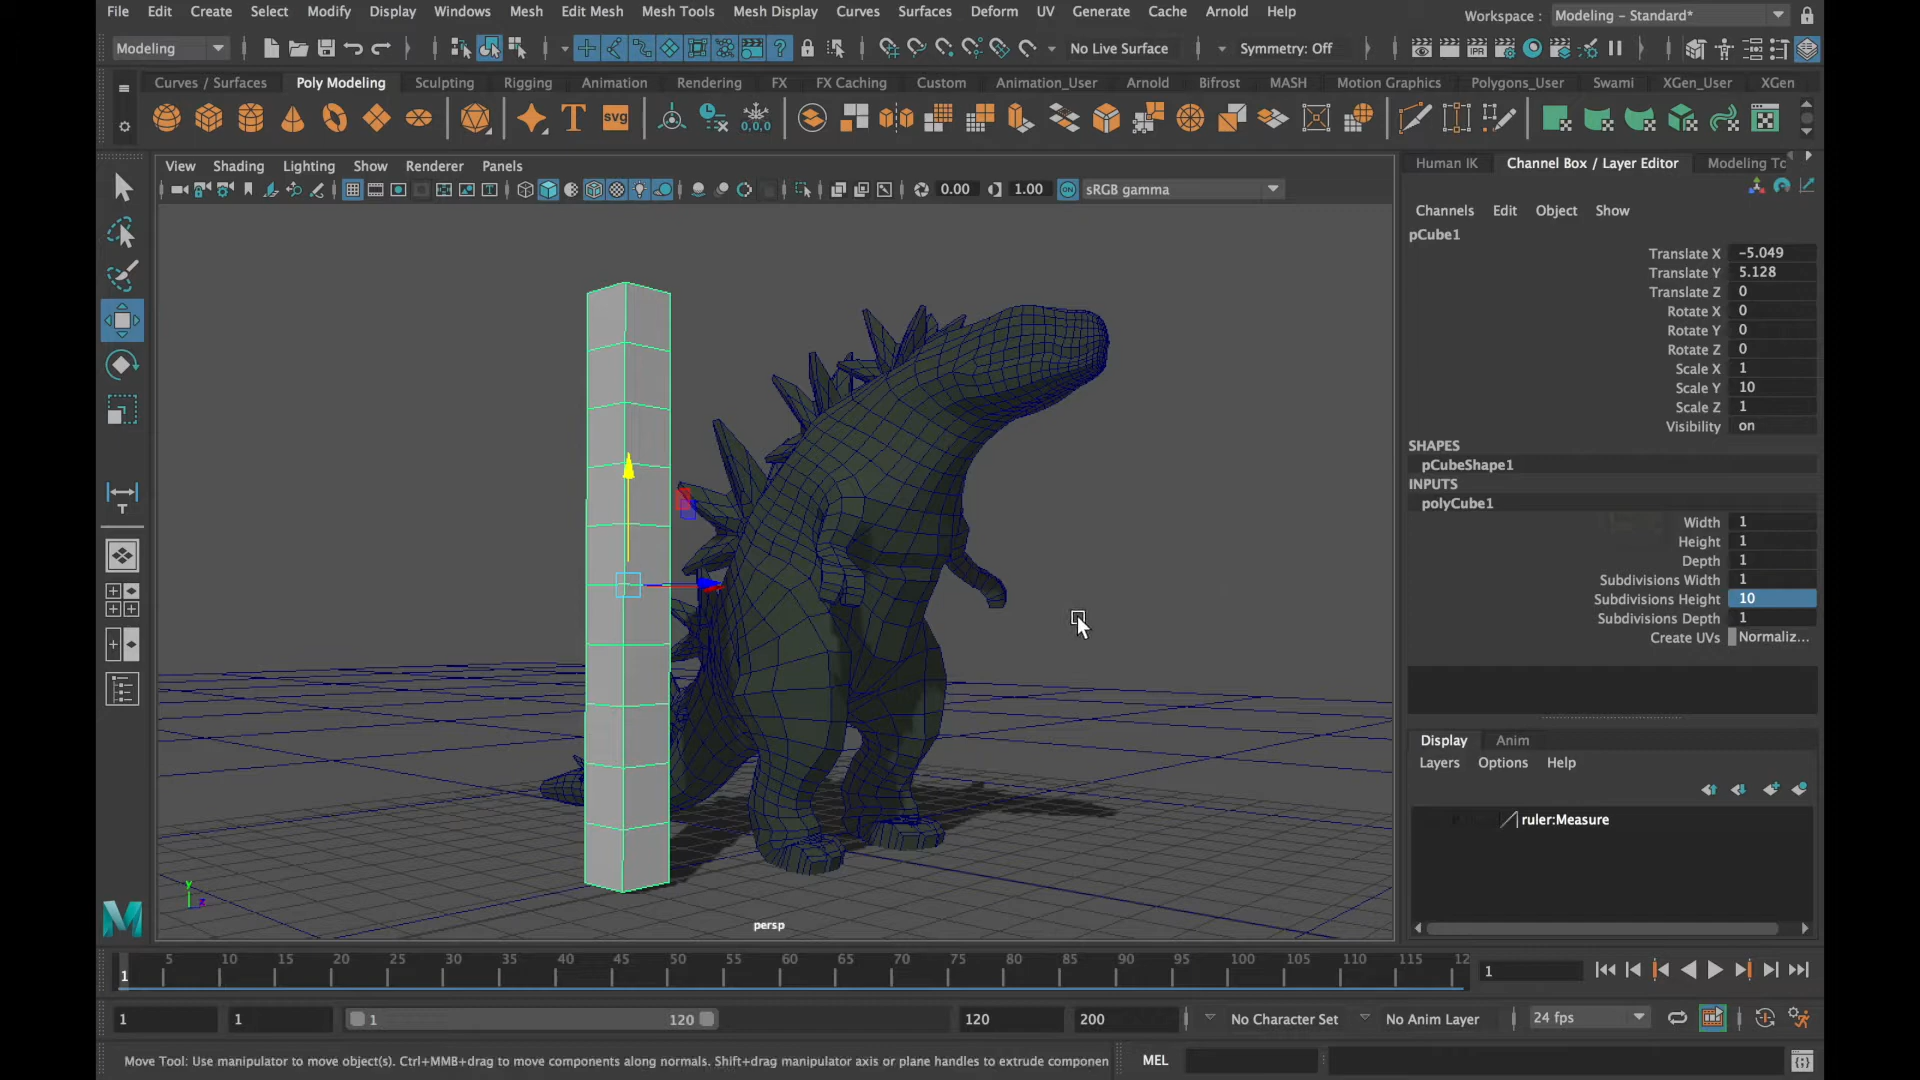 File Edit Create Select Modify Display Windows Mesh Edit Mesh Mesh Tools Mesh Display Curves Surfaces Deform UV Generate Cache Arnold Help
Workspace : Modeling - Standard*
Modeling
No Live Surface
Symmetry: Off
IPR
Curves / Surfaces Poly Modeling Sculpting Rigging Animation Rendering FX FX Caching Custom Animation_User Arnold Bifrost MASH Motion Graphics Polygons_User Swami XGen_User XGen
T
SVG
0,0,0
View Shading Lighting Show Renderer Panels
0.00
1.00
ON
sRGB gamma
Human IK Channel Box / Layer Editor Modeling To
Channels Edit Object Show
pCube1
Translate X -5.049
Translate Y 5.128
Translate Z 0
Rotate X 0
Rotate Y 0
Rotate Z 0
Scale X 1
Scale Y 10
Scale Z 1
Visibility on
SHAPES
pCubeShape1
INPUTS
polyCube1
Width 1
Height 1
Depth 1
Subdivisions Width 1
Subdivisions Height 10
Subdivisions Depth 1
Create UVs Normaliz...
Display Anim
Layers Options Help
ruler:Measure
T
y
z
M
persp
1 5 10 15 20 25 30 35 40 45 50 55 60 65 70 75 80 85 90 95 100 105 110 115 12
1
1 1 1 120 120 200
No Character Set
No Anim Layer
24 fps
Move Tool: Use manipulator to move object(s). Ctrl+MMB+drag to move components along normals. Shift+drag manipulator axis or plane handles to extrude componen
MEL